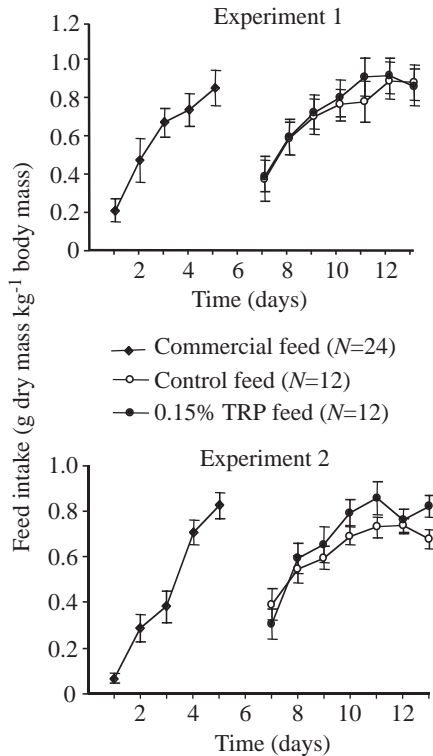 Experiment 1
1.2
1.0
0.8
0.6
0.4
0.2
0
2 4 6 8 10 12
Time (days)
Feed intake (g dry mass kg⁻¹ body mass)
Commercial feed (N=24)
Control feed (N=12)
0.15% TRP feed (N=12)
Experiment 2
1.0
0.8
0.6
0.4
0.2
0
2 4 6 8 10 12
Time (days)